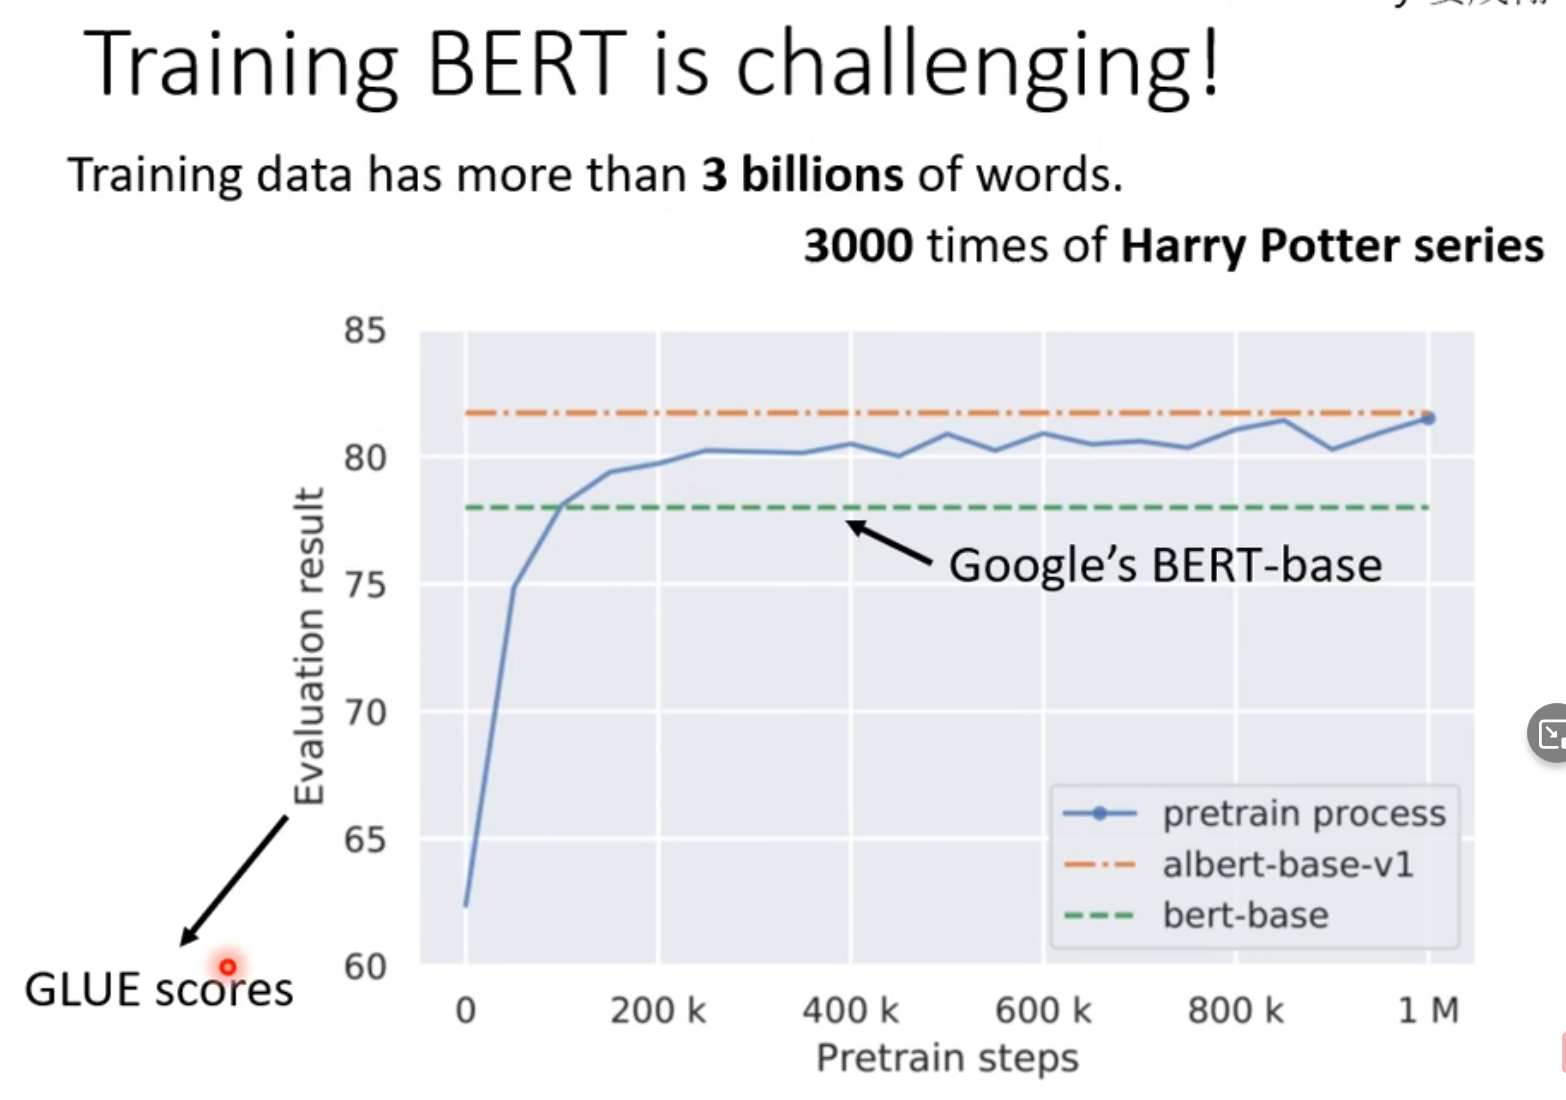 Training BERT is challenging!
Training data has more than 3 billions of words.
3000 times of Harry Potter series
85
80
75
70
65
60
Evaluation result
GLUE scores
Google's BERT-base
pretrain process
albert-base-v1
bert-base
0 200 k 400 k 600 k 800 k 1 M
Pretrain steps